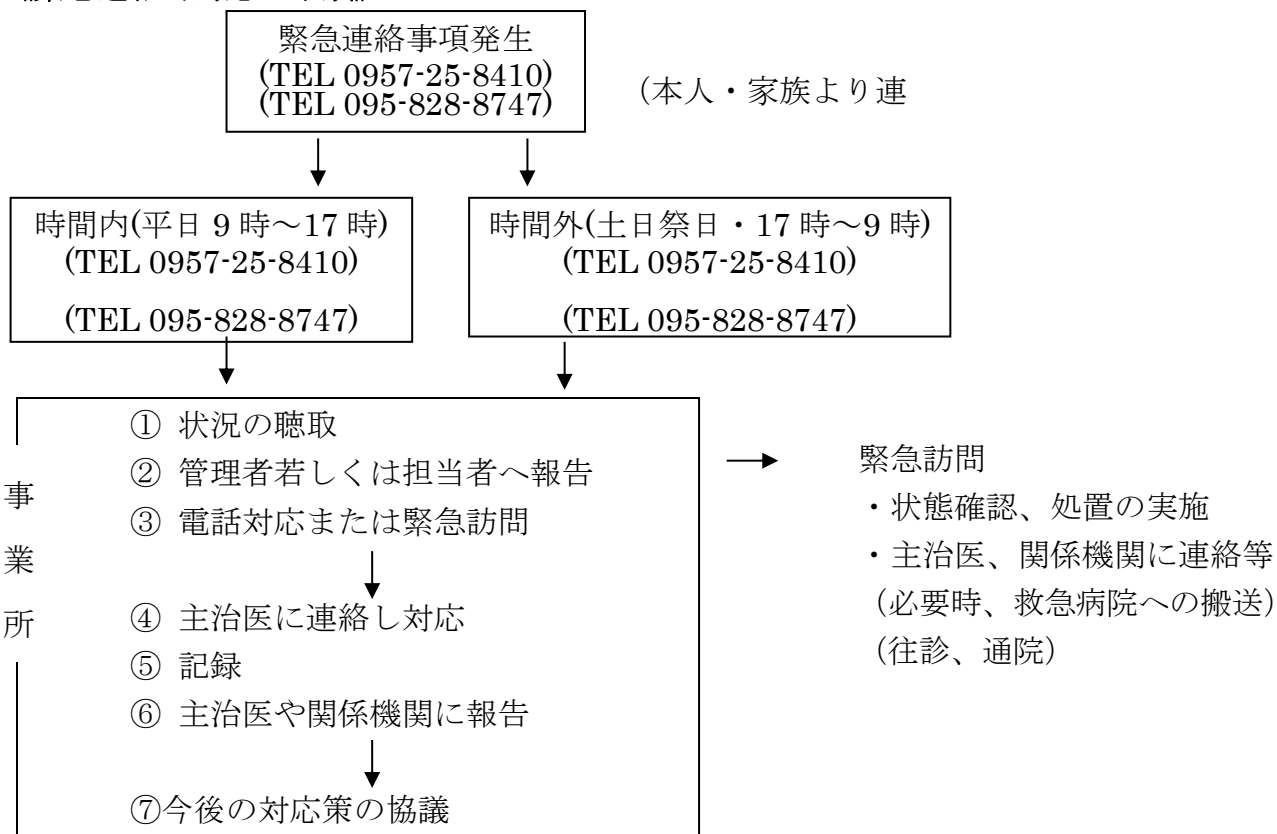 緊急連絡事項発生
(TEL 0957-25-8410)
(TEL 095-828-8747)
(本人・家族より連
時間内(平日 9 時～17 時)
(TEL 0957-25-8410)
(TEL 095-828-8747)
時間外(土日祭日・17 時～9 時)
(TEL 0957-25-8410)
(TEL 095-828-8747)
事業所
① 状況の聴取
② 管理者若しくは担当者へ報告
③ 電話対応または緊急訪問
④ 主治医に連絡し対応
⑤ 記録
⑥ 主治医や関係機関に報告
⑦今後の対応策の協議
緊急訪問
・状態確認、処置の実施
・主治医、関係機関に連絡等
(必要時、救急病院への搬送)
(往診、通院)